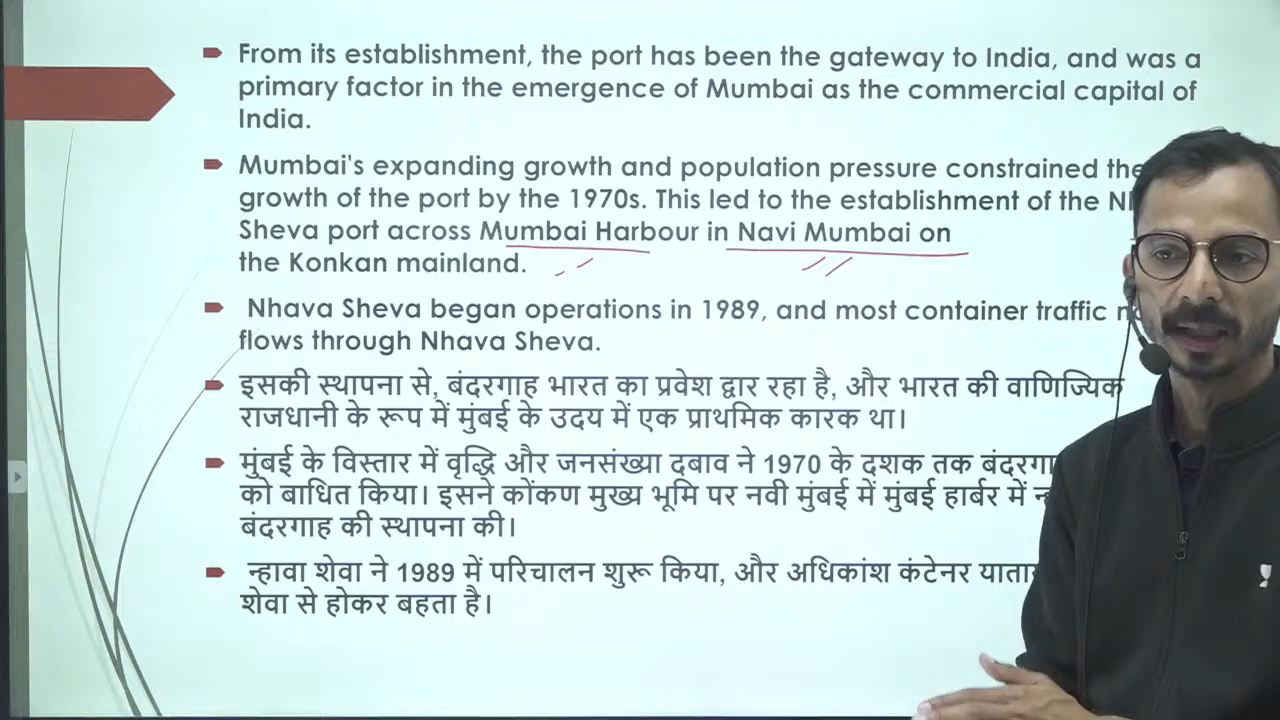 From its establishment, the port has been the gateway to India, and was a
primary factor in the emergence of Mumbai as the commercial capital of
India.
Mumbai's expanding growth and population pressure constrained the
growth of the port by the 1970s. This led to the establishment of the
Sheva port across Mumbai Harbour in Navi Mumbai on
the Konkan mainland.
Nhava Sheva began operations in 1989, and most container traffic
flows through Nhava Sheva.
इसकी स्थापना से, बंदरगाह भारत का प्रवेश द्वार रहा है, और भारत की वाणिज्यिक
राजधानी के रूप में मुंबई के उदय में एक प्राथमिक कारक था।
मुंबई के विस्तार में वृद्धि और जनसंख्या दबाव ने 1970 के दशक तक
को बाधित किया। इसने कोंकण मुख्य भूमि पर नवी मुंबई में मुंबई हार्बर में
बंदरगाह की स्थापना की।
न्हावा शेवा ने 1989 में परिचालन शुरू किया, और अधिकांश कंटेनर
शेवा से होकर बहता है।